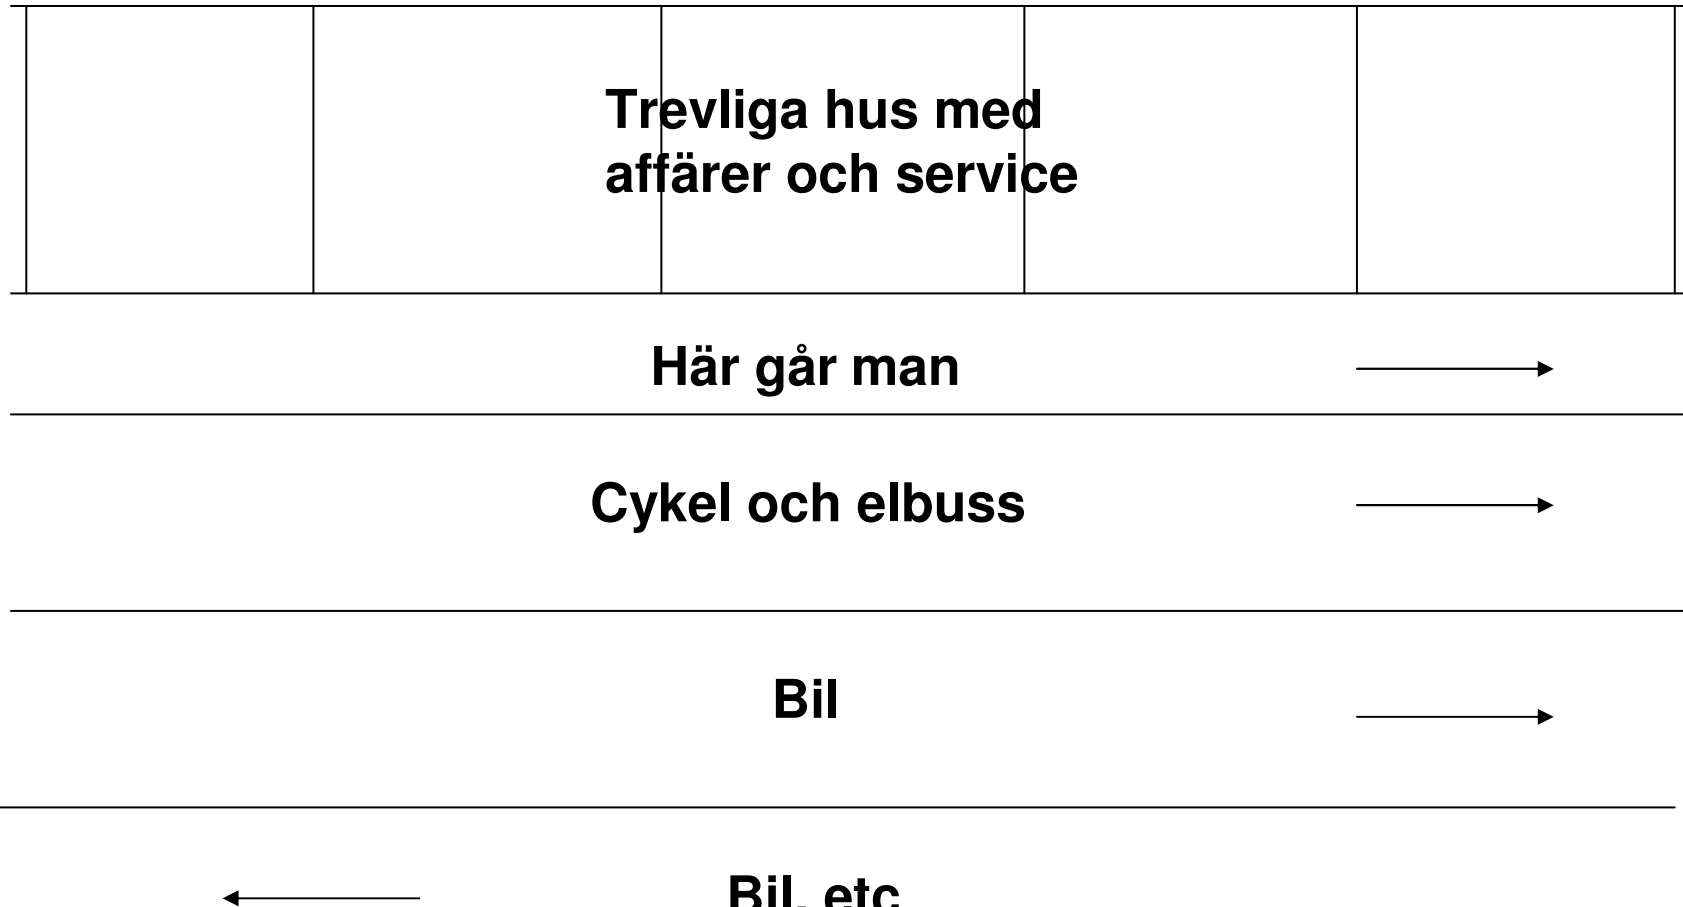 Trevliga hus med
affärer och service
Här går man
Cykel och elbuss
Bil
Bil, etc